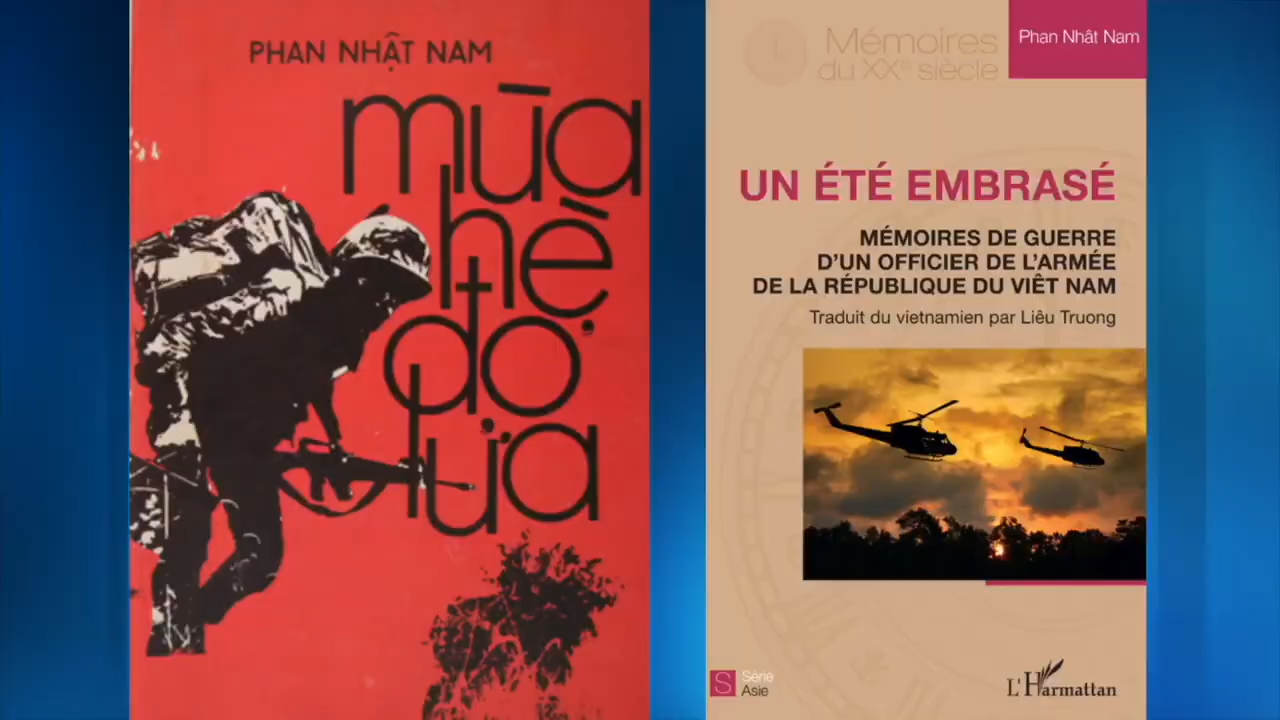 PHAN NHẬT NAM
mùa
hè
đỏ
lửa
Mémoires
du XXe siècle
Phan Nhât Nam
UN ÉTÉ EMBRASÉ
MÉMOIRES DE GUERRE
D'UN OFFICIER DE L'ARMÉE
DE LA RÉPUBLIQUE DU VIÊT NAM
Traduit du vietnamien par Liêu Truong
S
Série
Asie
L'Harmattan